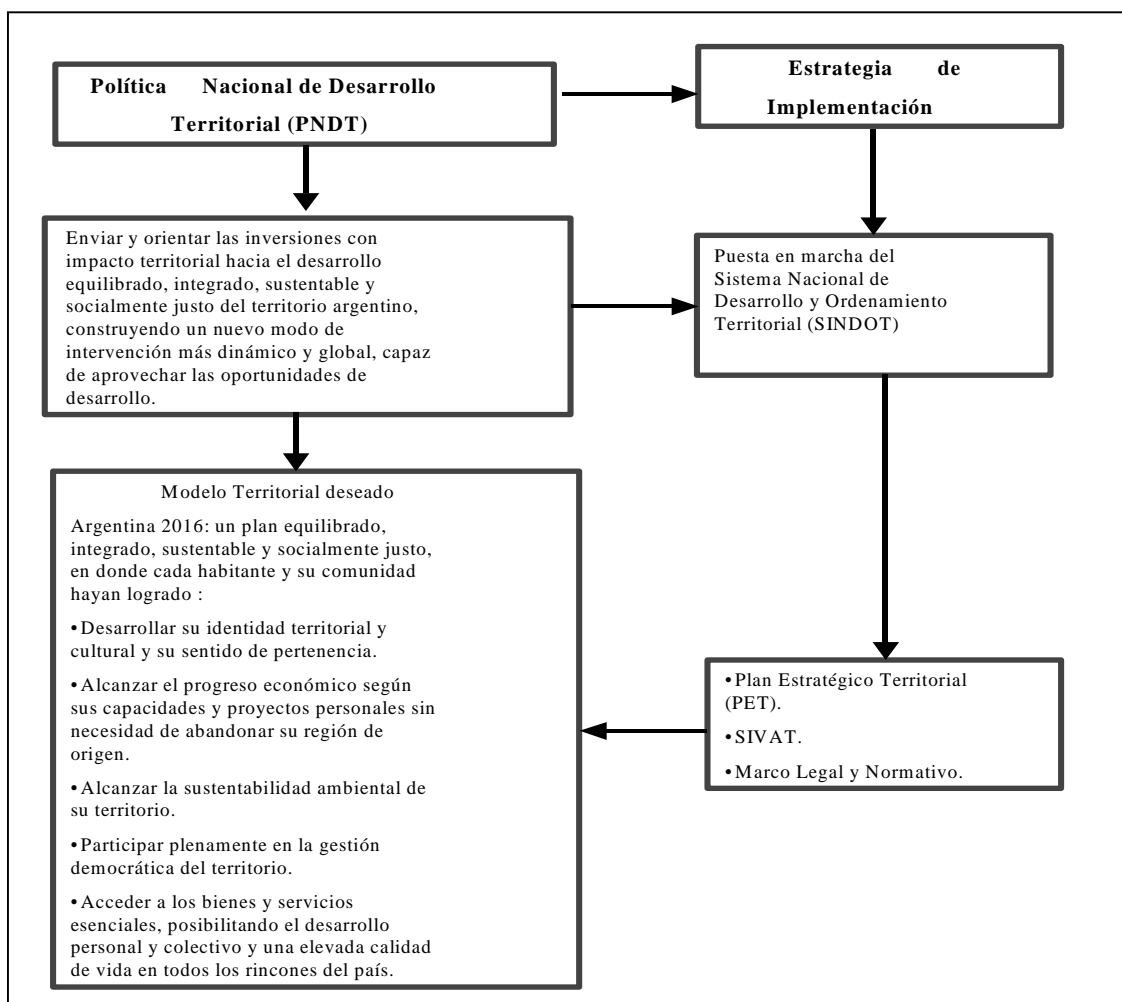 Política Nacional de Desarrollo
Territorial (PNDT)
Estrategia de
Implementación
Enviar y orientar las inversiones con
impacto territorial hacia el desarrollo
equilibrado, integrado, sustentable y
socialmente justo del territorio argentino,
construyendo un nuevo modo de
intervención más dinámico y global, capaz
de aprovechar las oportunidades de
desarrollo.
Puesta en marcha del
Sistema Nacional de
Desarrollo y Ordenamiento
Territorial (SINDOT)
Modelo Territorial deseado
Argentina 2016: un plan equilibrado,
integrado, sustentable y socialmente justo,
en donde cada habitante y su comunidad
hayan logrado :
•Desarrollar su identidad territorial y
cultural y su sentido de pertenencia.
•Alcanzar el progreso económico según
sus capacidades y proyectos personales sin
necesidad de abandonar su región de
origen.
•Alcanzar la sustentabilidad ambiental de
su territorio.
•Participar plenamente en la gestión
democrática del territorio.
•Acceder a los bienes y servicios
esenciales, posibilitando el desarrollo
personal y colectivo y una elevada calidad
de vida en todos los rincones del país.
•Plan Estratégico Territorial
(PET).
•SIVAT.
•Marco Legal y Normativo.